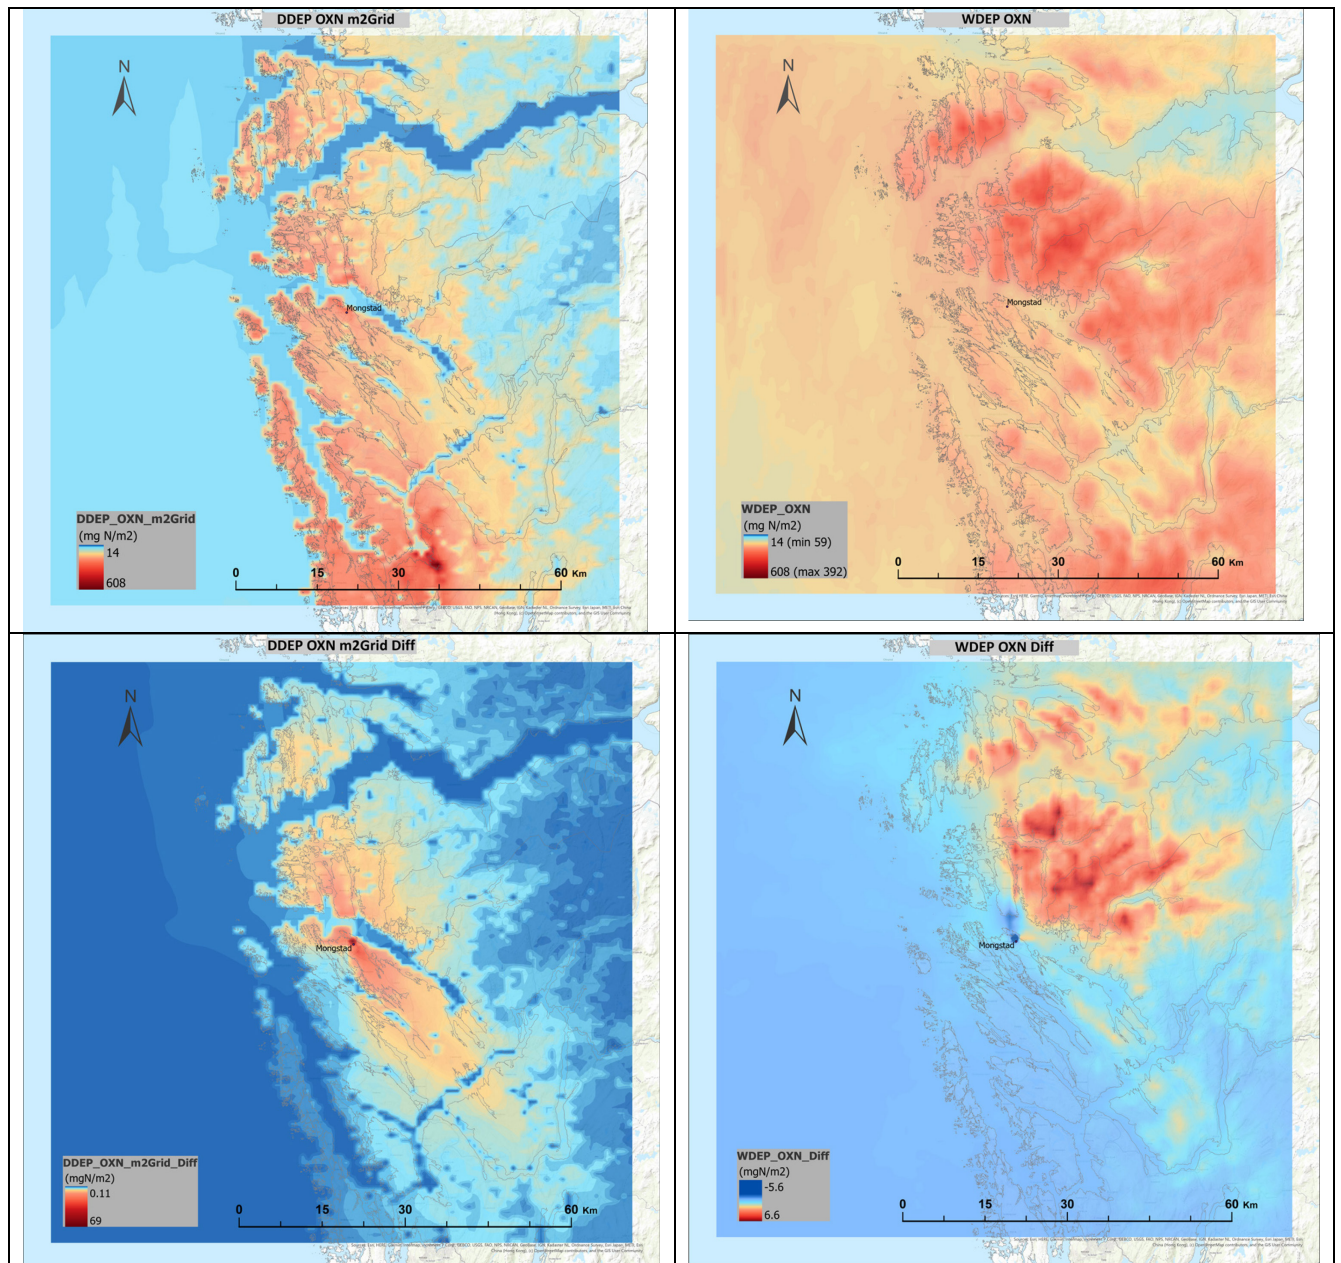 DDEP OXN m2Grid
N
Mongstad
DDEP_OXN_m2Grid
(mg N/m2)
14
608
0 15 30 60 Km
WDEP OXN
N
Mongstad
WDEP_OXN
(mg N/m2)
14 (min 59)
608 (max 392)
0 15 30 60 Km
DDEP OXN m2Grid Diff
N
Mongstad
DDEP_OXN_m2Grid_Diff
(mgN/m2)
0.11
69
0 15 30 60 Km
WDEP OXN Diff
N
Mongstad
WDEP_OXN_Diff
(mgN/m2)
-5.6
6.6
0 15 30 60 Km